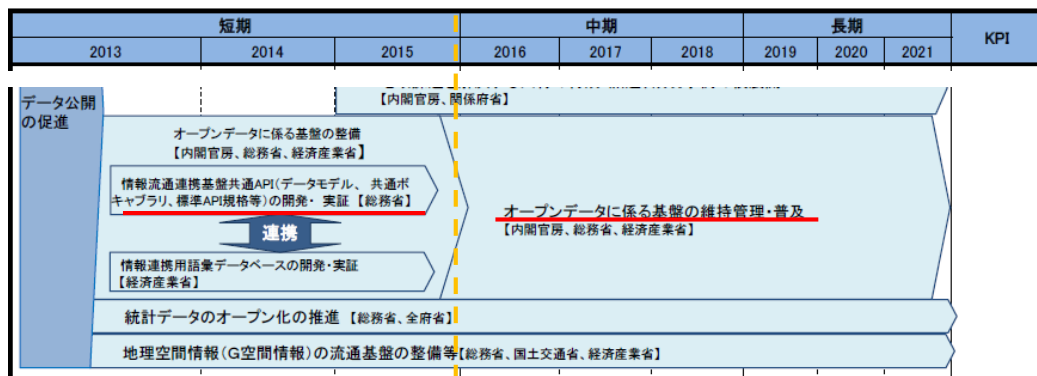 短期
中期
長期
KPI
2013
2014
2015
2016
2017
2018
2019
2020
2021
データ公開
の促進
【内閣官房、関係府省】
オープンデータに係る基盤の整備
【内閣官房、総務省、経済産業省】
情報流通連携基盤共通API(データモデル、 共通ボ
キャブラリ、標準API規格等)の開発・ 実証 【総務省】
連携
情報連携用語彙データベースの開発・実証
【経済産業省】
オープンデータに係る基盤の維持管理・普及
【内閣官房、総務省、経済産業省】
統計データのオープン化の推進 【総務省、全府省】
地理空間情報(G空間情報)の流通基盤の整備等【総務省、国土交通省、経済産業省】